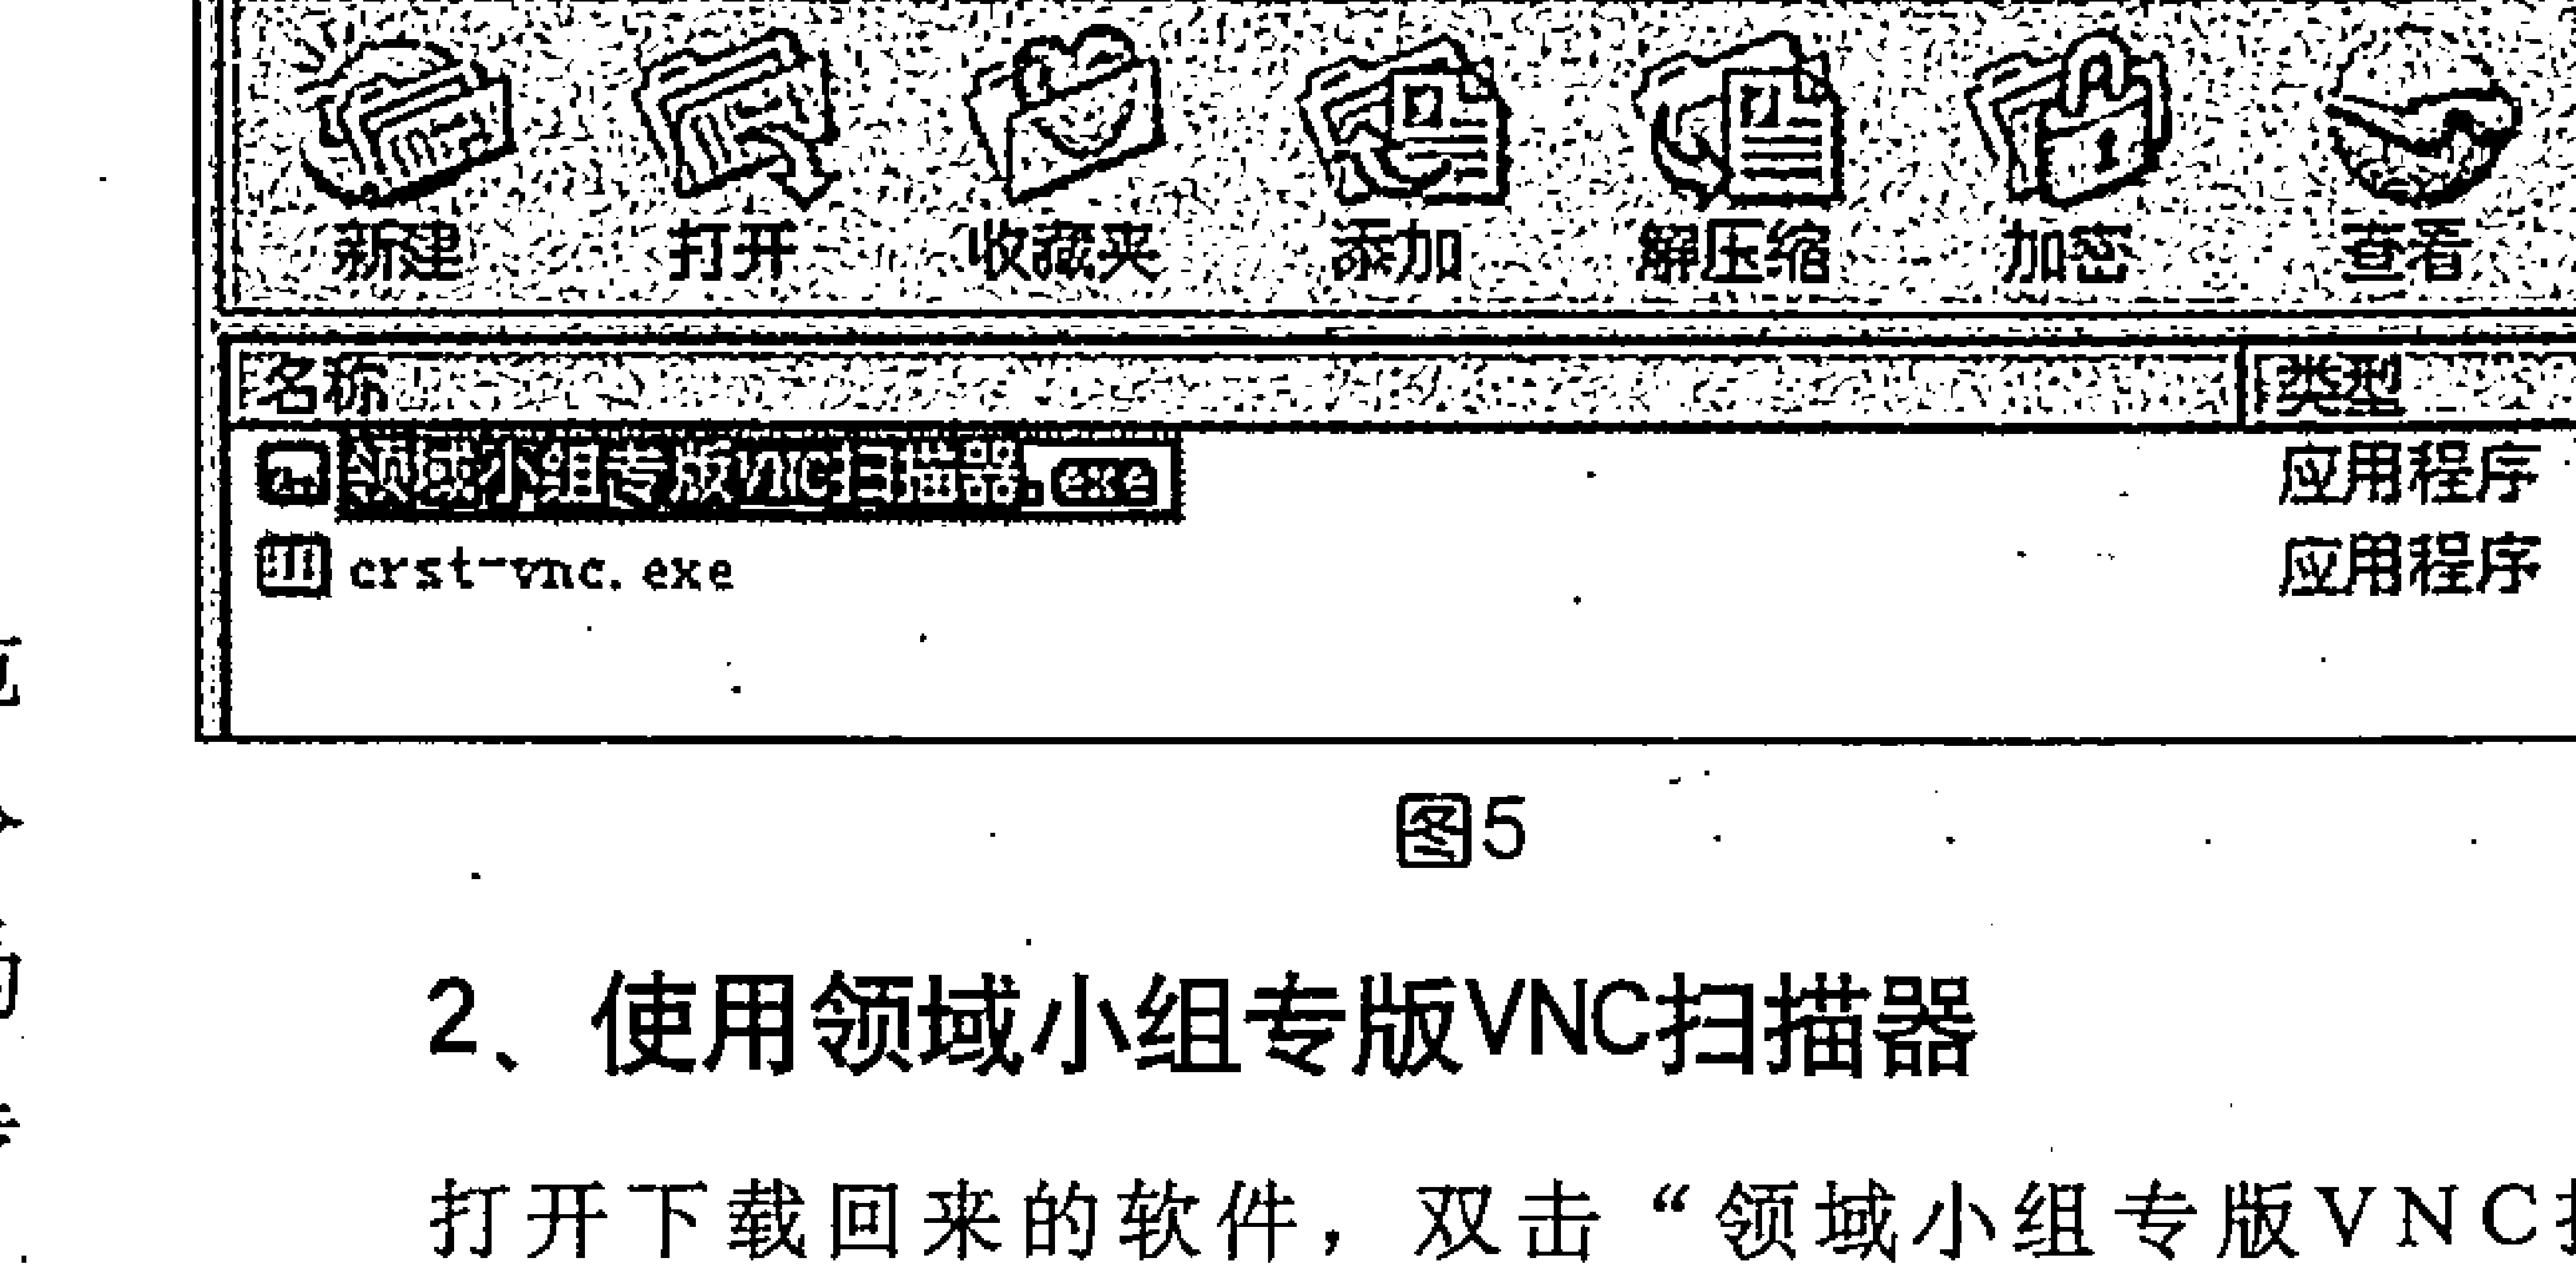 新建 打开 收藏夹 添加 解压缩 加密 查看
名称 类型
领域小组专版VNC扫描器.exe 应用程序
crst-vnc.exe 应用程序
图5
2、使用领域小组专版VNC扫描器
打开下载回来的软件，双击“领域小组专版VNC